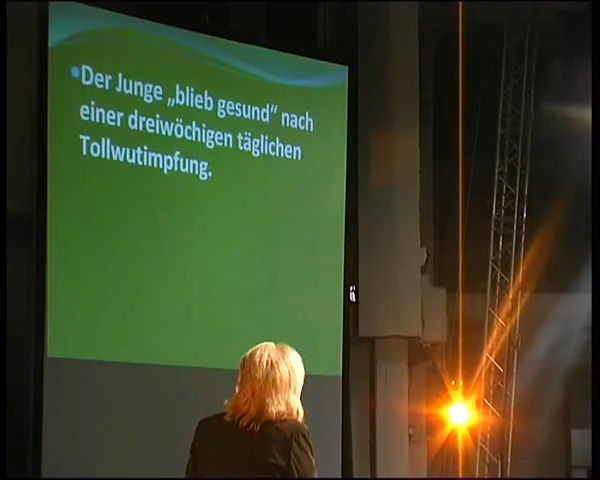 •Der Junge „blieb gesund“ nach
einer dreiwöchigen täglichen
Tollwutimpfung.